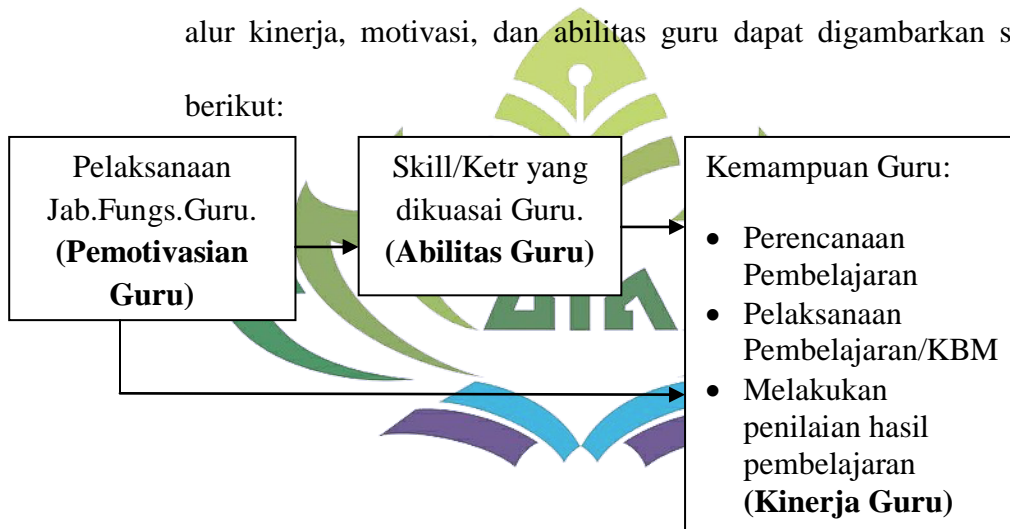 alur kinerja, motivasi, dan abilitas guru dapat digambarkan s
berikut:
Pelaksanaan
Jab.Fungs.Guru.
(Pemotivasian
Guru)
Skill/Ketr yang
dikuasai Guru.
(Abilitas Guru)
Kemampuan Guru:
• Perencanaan
Pembelajaran
• Pelaksanaan
Pembelajaran/KBM
• Melakukan
penilaian hasil
pembelajaran
(Kinerja Guru)